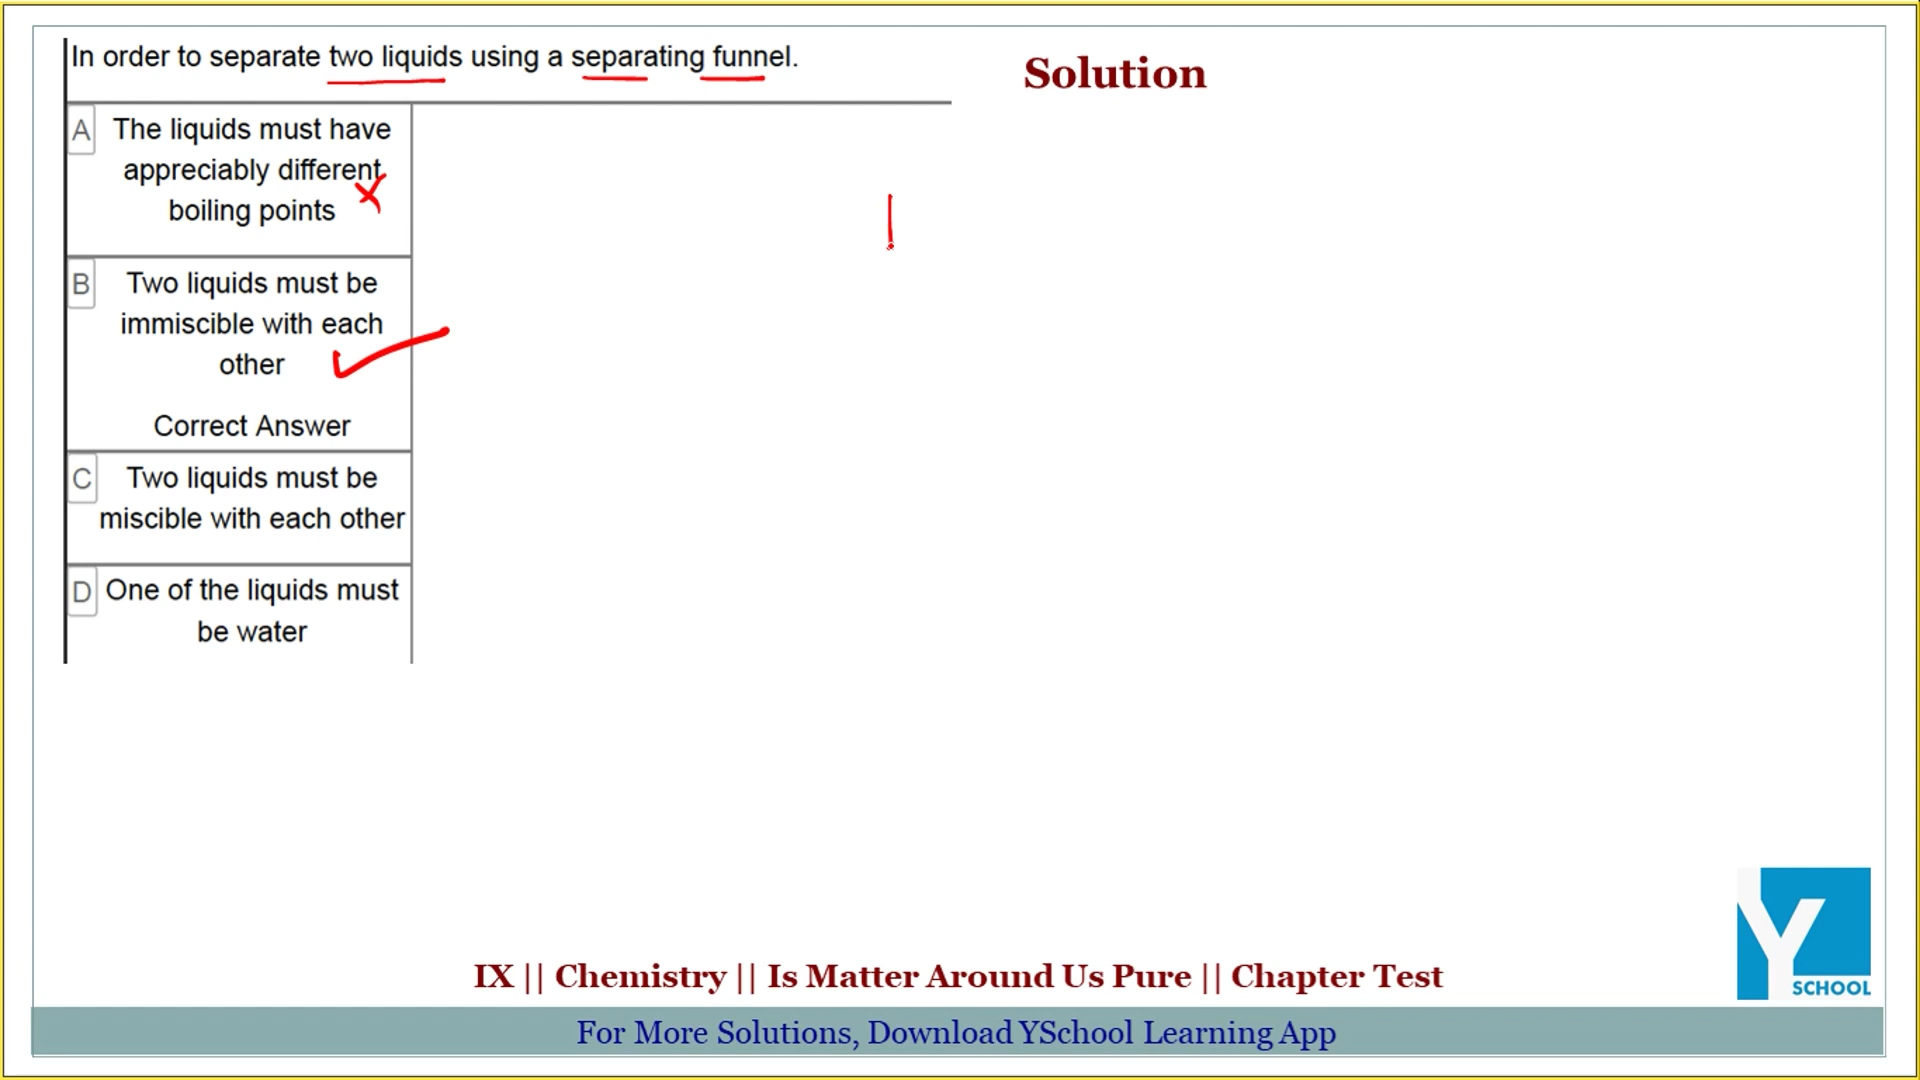 In order to separate two liquids using a separating funnel.
Solution
A
The liquids must have
appreciably different
boiling points
B
Two liquids must be
immiscible with each
other
Correct Answer
C
Two liquids must be
miscible with each other
D
One of the liquids must
be water
Y
SCHOOL
IX || Chemistry || Is Matter Around Us Pure || Chapter Test
For More Solutions, Download YSchool Learning App